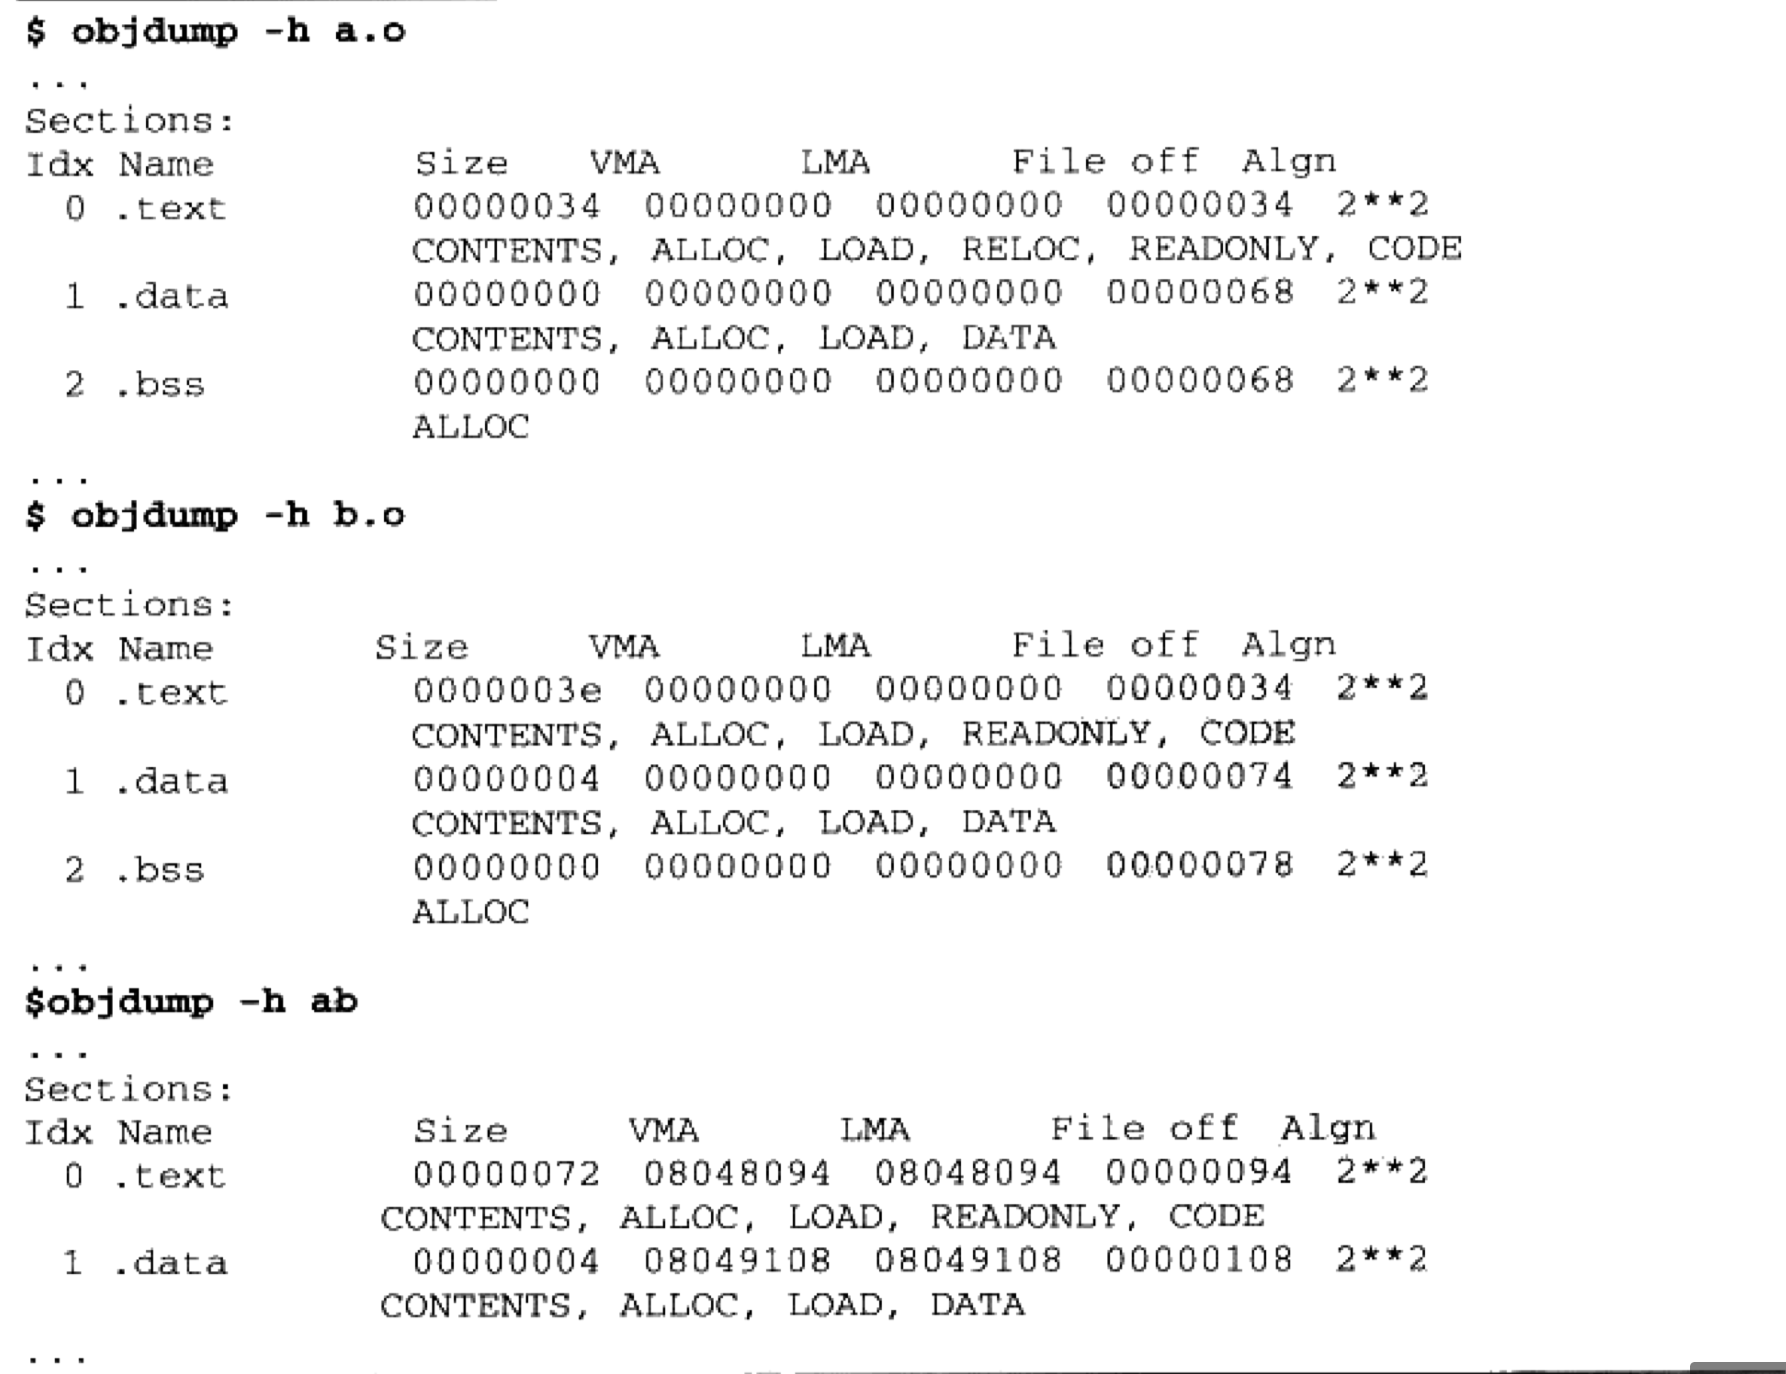 $ objdump -h a.o
...
Sections:
Idx Name Size VMA LMA File off Algn
0 .text 00000034 00000000 00000000 00000034 2**2
CONTENTS, ALLOC, LOAD, RELOC, READONLY, CODE
1 .data 00000000 00000000 00000000 00000068 2**2
CONTENTS, ALLOC, LOAD, DATA
2 .bss 00000000 00000000 00000000 00000068 2**2
ALLOC
...
$ objdump -h b.o
...
Sections:
Idx Name Size VMA LMA File off Algn
0 .text 0000003e 00000000 00000000 00000034 2**2
CONTENTS, ALLOC, LOAD, READONLY, CODE
1 .data 00000004 00000000 00000000 00000074 2**2
CONTENTS, ALLOC, LOAD, DATA
2 .bss 00000000 00000000 00000000 00000078 2**2
ALLOC
...
$objdump -h ab
...
Sections:
Idx Name Size VMA LMA File off Algn
0 .text 00000072 08048094 08048094 00000094 2**2
CONTENTS, ALLOC, LOAD, READONLY, CODE
1 .data 00000004 08049108 08049108 00000108 2**2
CONTENTS, ALLOC, LOAD, DATA
...